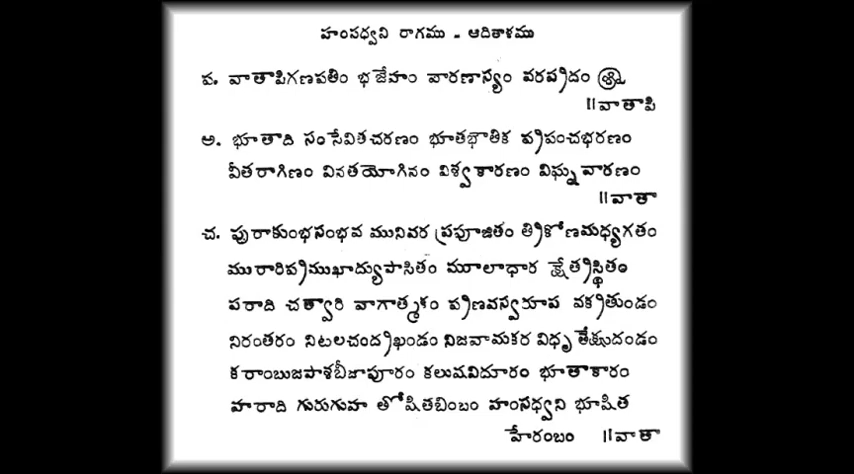 హంసధ్వని రాగము - ఆదితాళము
ప. వాతాపిగణపతిం భజేహం వారణాస్యం వరప్రదం శ్రీ
॥వాతాపి
అ. భూతాది సంసేవితచరణం భూతభౌతిక ప్రపంచభరణం
వీతరాగిణం వినతయోగినం విశ్వకారణం విఘ్నవారణం
॥వాతా
చ. పురాకుంభసంభవ మునివర ప్రపూజితం త్రికోణమధ్యగతం
మురారిప్రముఖాద్యుపాసితం మూలాధార క్షేత్రస్థితం
పరాది చత్వారి వాగాత్మకం ప్రణవస్వరూప వక్రతుండం
నిరంతరం నిటలచంద్రఖండం నిజవామకర విధృతేక్షుదండం
కరాంబుజపాశబీజాపూరం కలుషవిదూరం భూతాకారం
హరాది గురుగుహ తోషితబింబం హంసధ్వని భూషిత
హేరంబం ॥వాతా